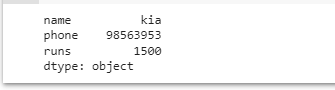 name          kia
phone    98563953
runs         1500
dtype: object